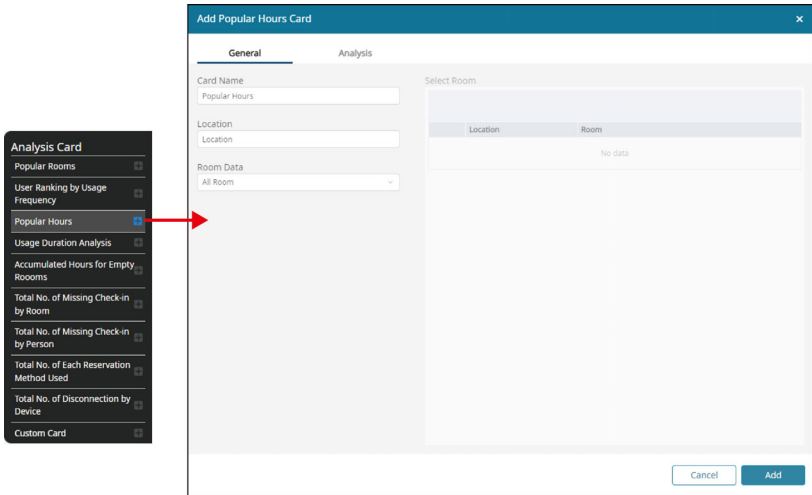 Analysis Card
Popular Rooms
User Ranking by Usage
Frequency
Popular Hours
Usage Duration Analysis
Accumulated Hours for Empty
Roooms
Total No. of Missing Check-in
by Room
Total No. of Missing Check-in
by Person
Total No. of Each Reservation
Method Used
Total No. of Disconnection by
Device
Custom Card
Add Popular Hours Card
General Analysis
Card Name
Popular Hours
Location
Location
Room Data
All Room
Select Room
Location Room
No data
Cancel Add